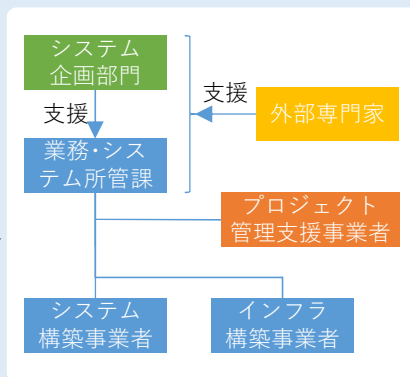 システム
企画部門
支援
支援
外部専門家
業務・シス
テム所管課
プロジェクト
管理支援事業者
システム
構築事業者
インフラ
構築事業者